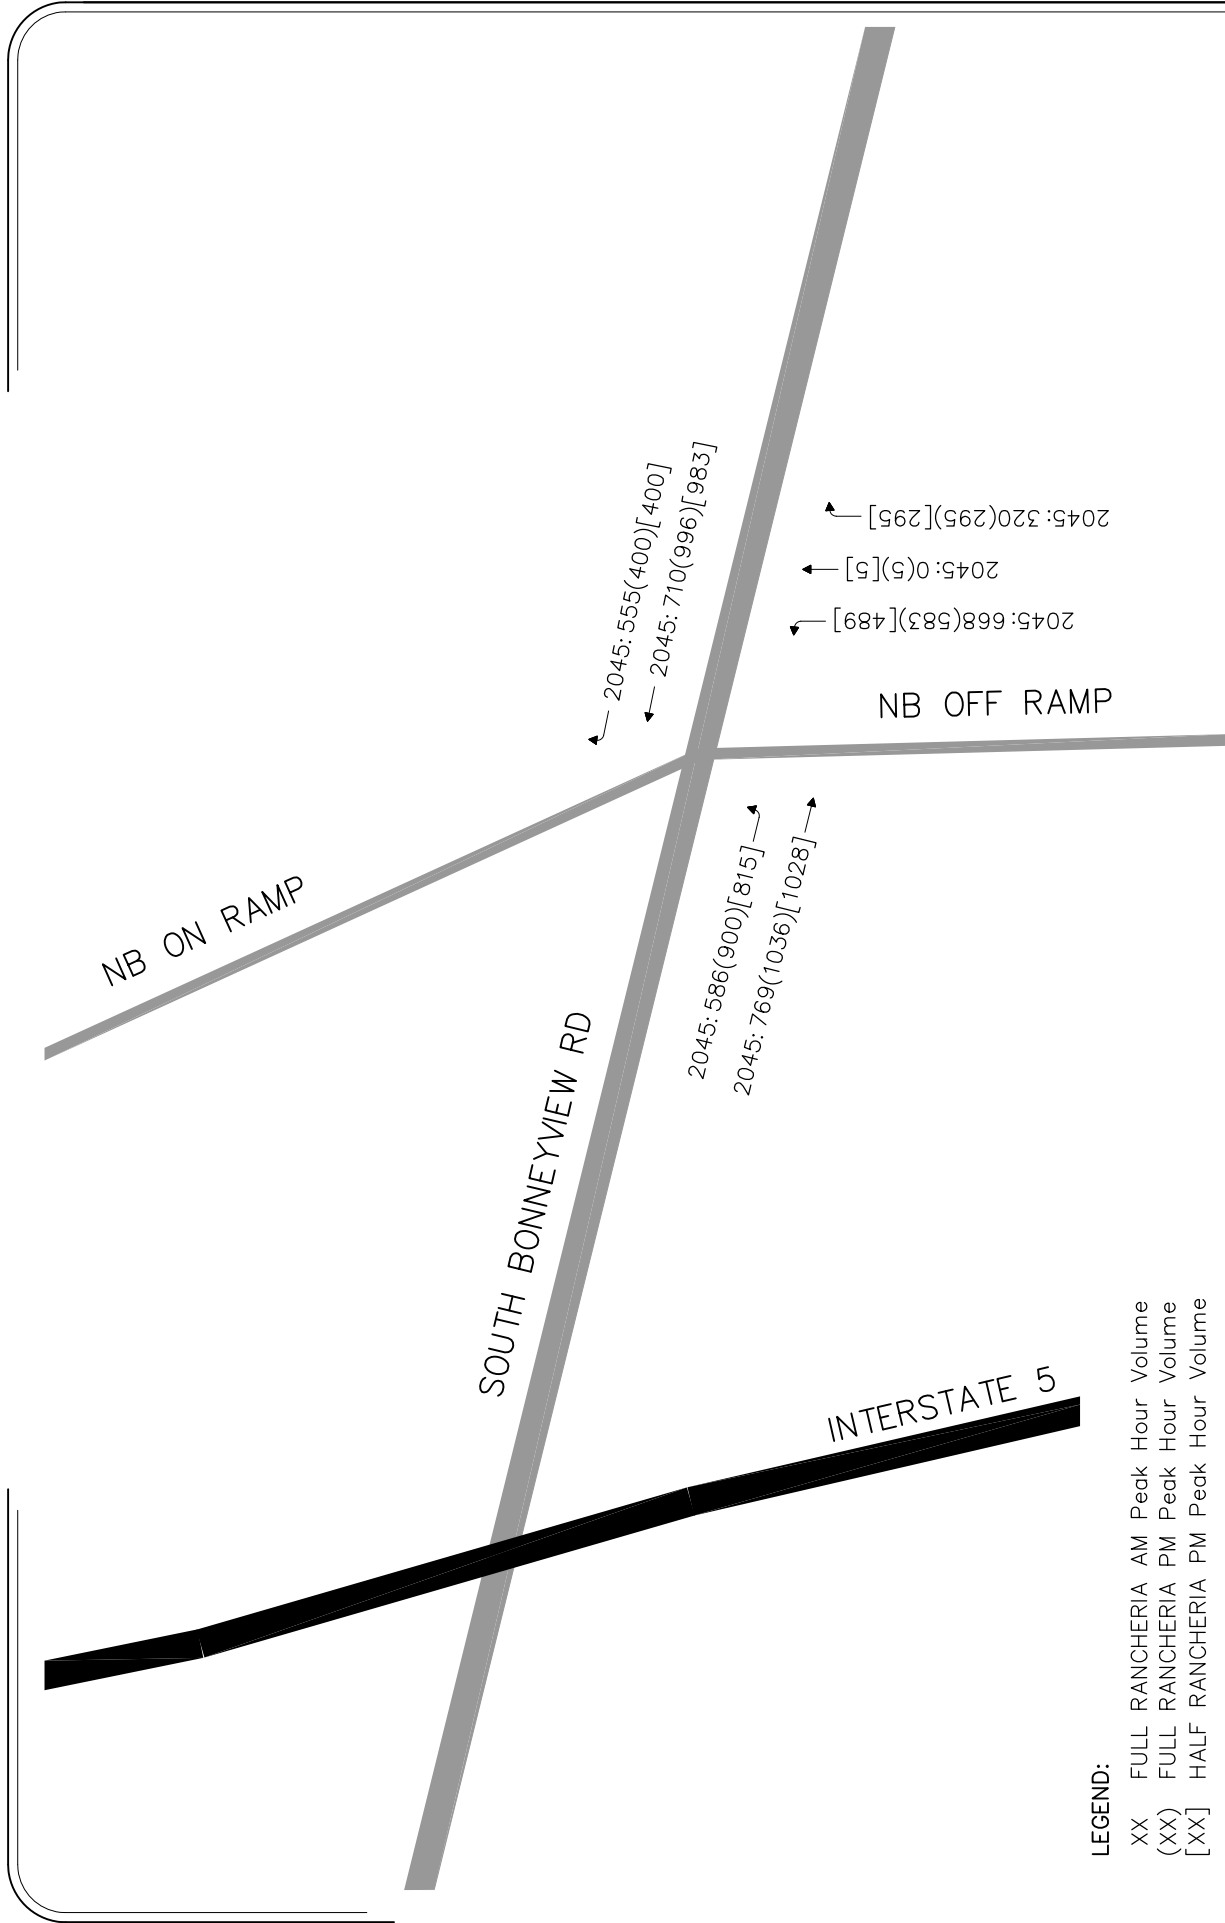 2045: 555(400)[400]
2045: 710(996)[983]
2045: 320(295)[295]
2045: 0(5)[5]
2045: 668(583)[489]
NB OFF RAMP
NB ON RAMP
2045: 586(900)[815]
2045: 769(1036)[1028]
SOUTH BONNEYVIEW RD
INTERSTATE 5
LEGEND:
XX FULL RANCHERIA AM Peak Hour Volume
(XX) FULL RANCHERIA PM Peak Hour Volume
[XX] HALF RANCHERIA PM Peak Hour Volume